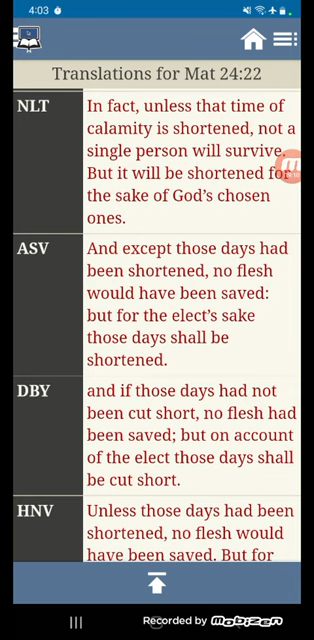 4:03
Translations for Mat 24:22
NLT
In fact, unless that time of
calamity is shortened, not a
single person will survive.
But it will be shortened for
the sake of God's chosen
ones.
ASV
And except those days had
been shortened, no flesh
would have been saved:
but for the elect's sake
those days shall be
shortened.
DBY
and if those days had not
been cut short, no flesh had
been saved; but on account
of the elect those days shall
be cut short.
HNV
Unless those days had been
shortened, no flesh would
have been saved. But for
Recorded by mobizen